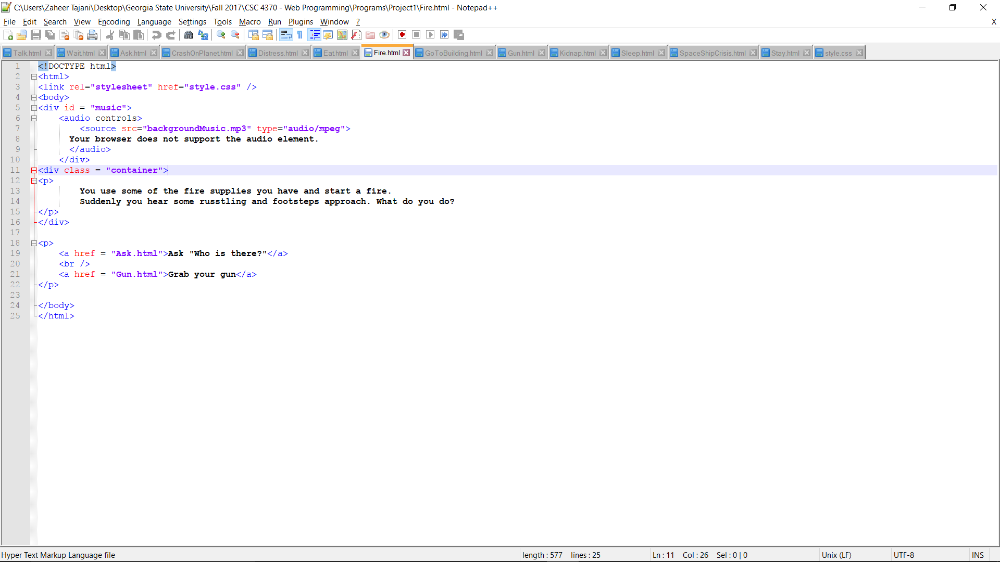 C:\Users\Zaheer Tajani\Desktop\Georgia State University\Fall 2017\CSC 4370 - Web Programming\Programs\Project1\Fire.html - Notepad++
File Edit Search View Encoding Language Settings Tools Macro Run Plugins Window ? X
Talk.html Wait.html Ask.html CrashOnPlanet.html Distress.html Eat.html Fire.html GoToBuilding.html Gun.html Kidnap.html Sleep.html SpaceShipCrisis.html Stay.html style.css
1 <!DOCTYPE html>
2 <html>
3 <link rel="stylesheet" href="style.css" />
4 <body>
5 <div id = "music">
6 <audio controls>
7 <source src="backgroundMusic.mp3" type="audio/mpeg">
8 Your browser does not support the audio element.
9 </audio>
10 </div>
11 <div class = "container">
12 <p>
13 You use some of the fire supplies you have and start a fire.
14 Suddenly you hear some russtling and footsteps approach. What do you do?
15 </p>
16 </div>
17
18 <p>
19 <a href = "Ask.html">Ask "Who is there?"</a>
20 <br />
21 <a href = "Gun.html">Grab your gun</a>
22 </p>
23
24 </body>
25 </html>
Hyper Text Markup Language file length : 577 lines : 25 Ln : 11 Col : 26 Sel : 0 | 0 Unix (LF) UTF-8 INS